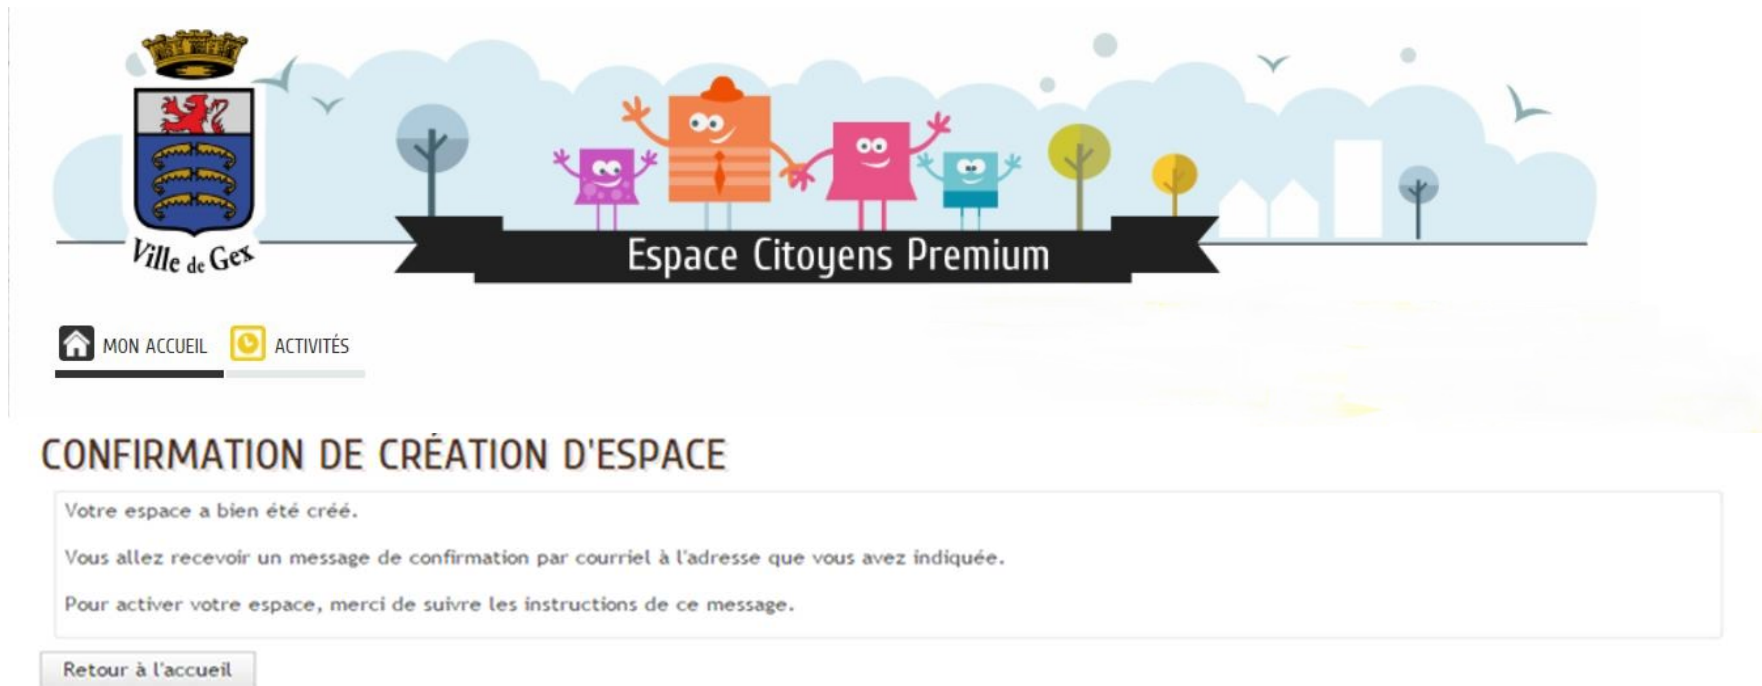 Ville de Gex
Espace Citoyens Premium
MON ACCUEIL ACTIVITÉS
CONFIRMATION DE CRÉATION D'ESPACE
Votre espace a bien été créé.
Vous allez recevoir un message de confirmation par courriel à l'adresse que vous avez indiquée.
Pour activer votre espace, merci de suivre les instructions de ce message.
Retour à l'accueil